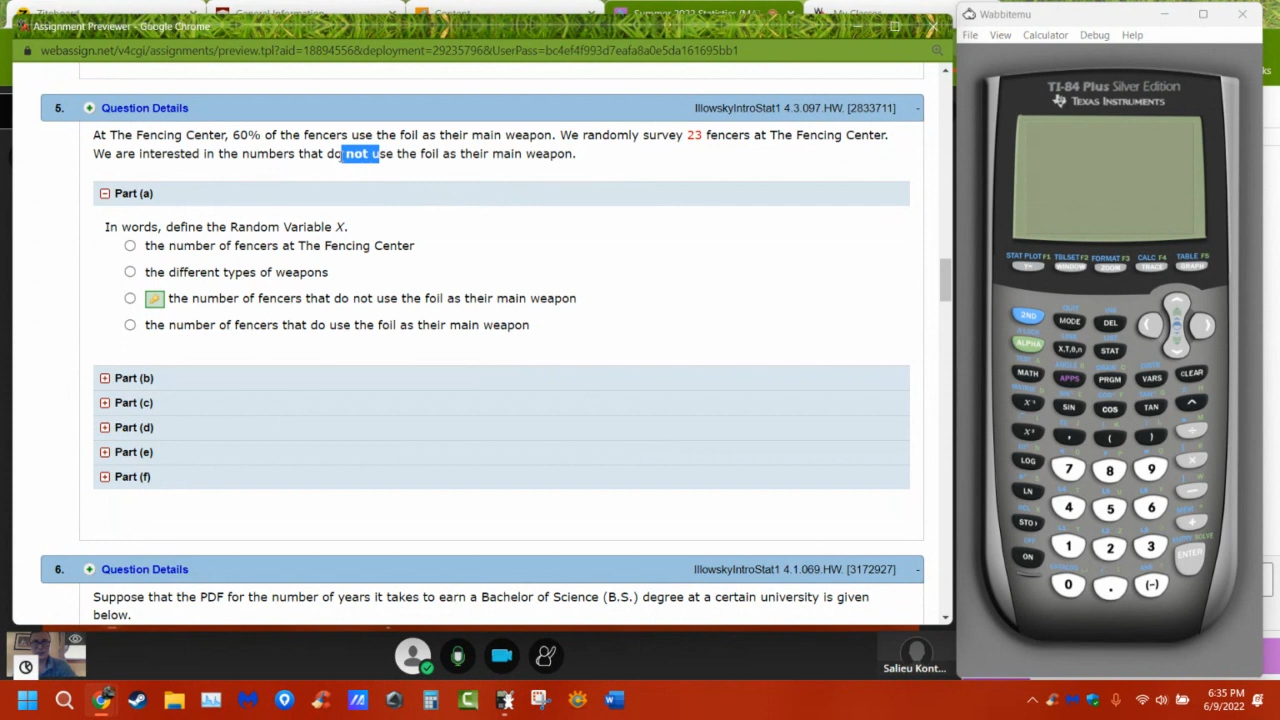 Assignment Previewer - Google Chrome
webassign.net/v4cgi/assignments/preview.tpl?aid=18894556&deployment=29235796&UserPass=bc4ef4f993d7eafa8a0e5da161695bb1
5. Question Details IllowskyIntroStat1 4.3.097.HW. [2833711] -
At The Fencing Center, 60% of the fencers use the foil as their main weapon. We randomly survey 23 fencers at The Fencing Center.
We are interested in the numbers that do not use the foil as their main weapon.
Part (a)
In words, define the Random Variable X.
the number of fencers at The Fencing Center
the different types of weapons
the number of fencers that do not use the foil as their main weapon
the number of fencers that do use the foil as their main weapon
Part (b)
Part (c)
Part (d)
Part (e)
Part (f)
6. Question Details IllowskyIntroStat1 4.1.069.HW. [3172927] -
Suppose that the PDF for the number of years it takes to earn a Bachelor of Science (B.S.) degree at a certain university is given
below.
Salieu Kont...
6:35 PM
6/9/2022
Wabbitemu
File View Calculator Debug Help
TI-84 Plus Silver Edition
TEXAS INSTRUMENTS
STAT PLOT F1 TBLSET F2 FORMAT F3 CALC F4 TABLE F5
Y= WINDOW ZOOM TRACE GRAPH
2ND MODE DEL
ALPHA X,T,θ,n STAT
MATH APPS PRGM VARS CLEAR
SIN COS TAN ^
, ( ) ÷
LOG 7 8 9 ×
LN 4 5 6 −
STO 1 2 3 +
ON 0 . (-) ENTER